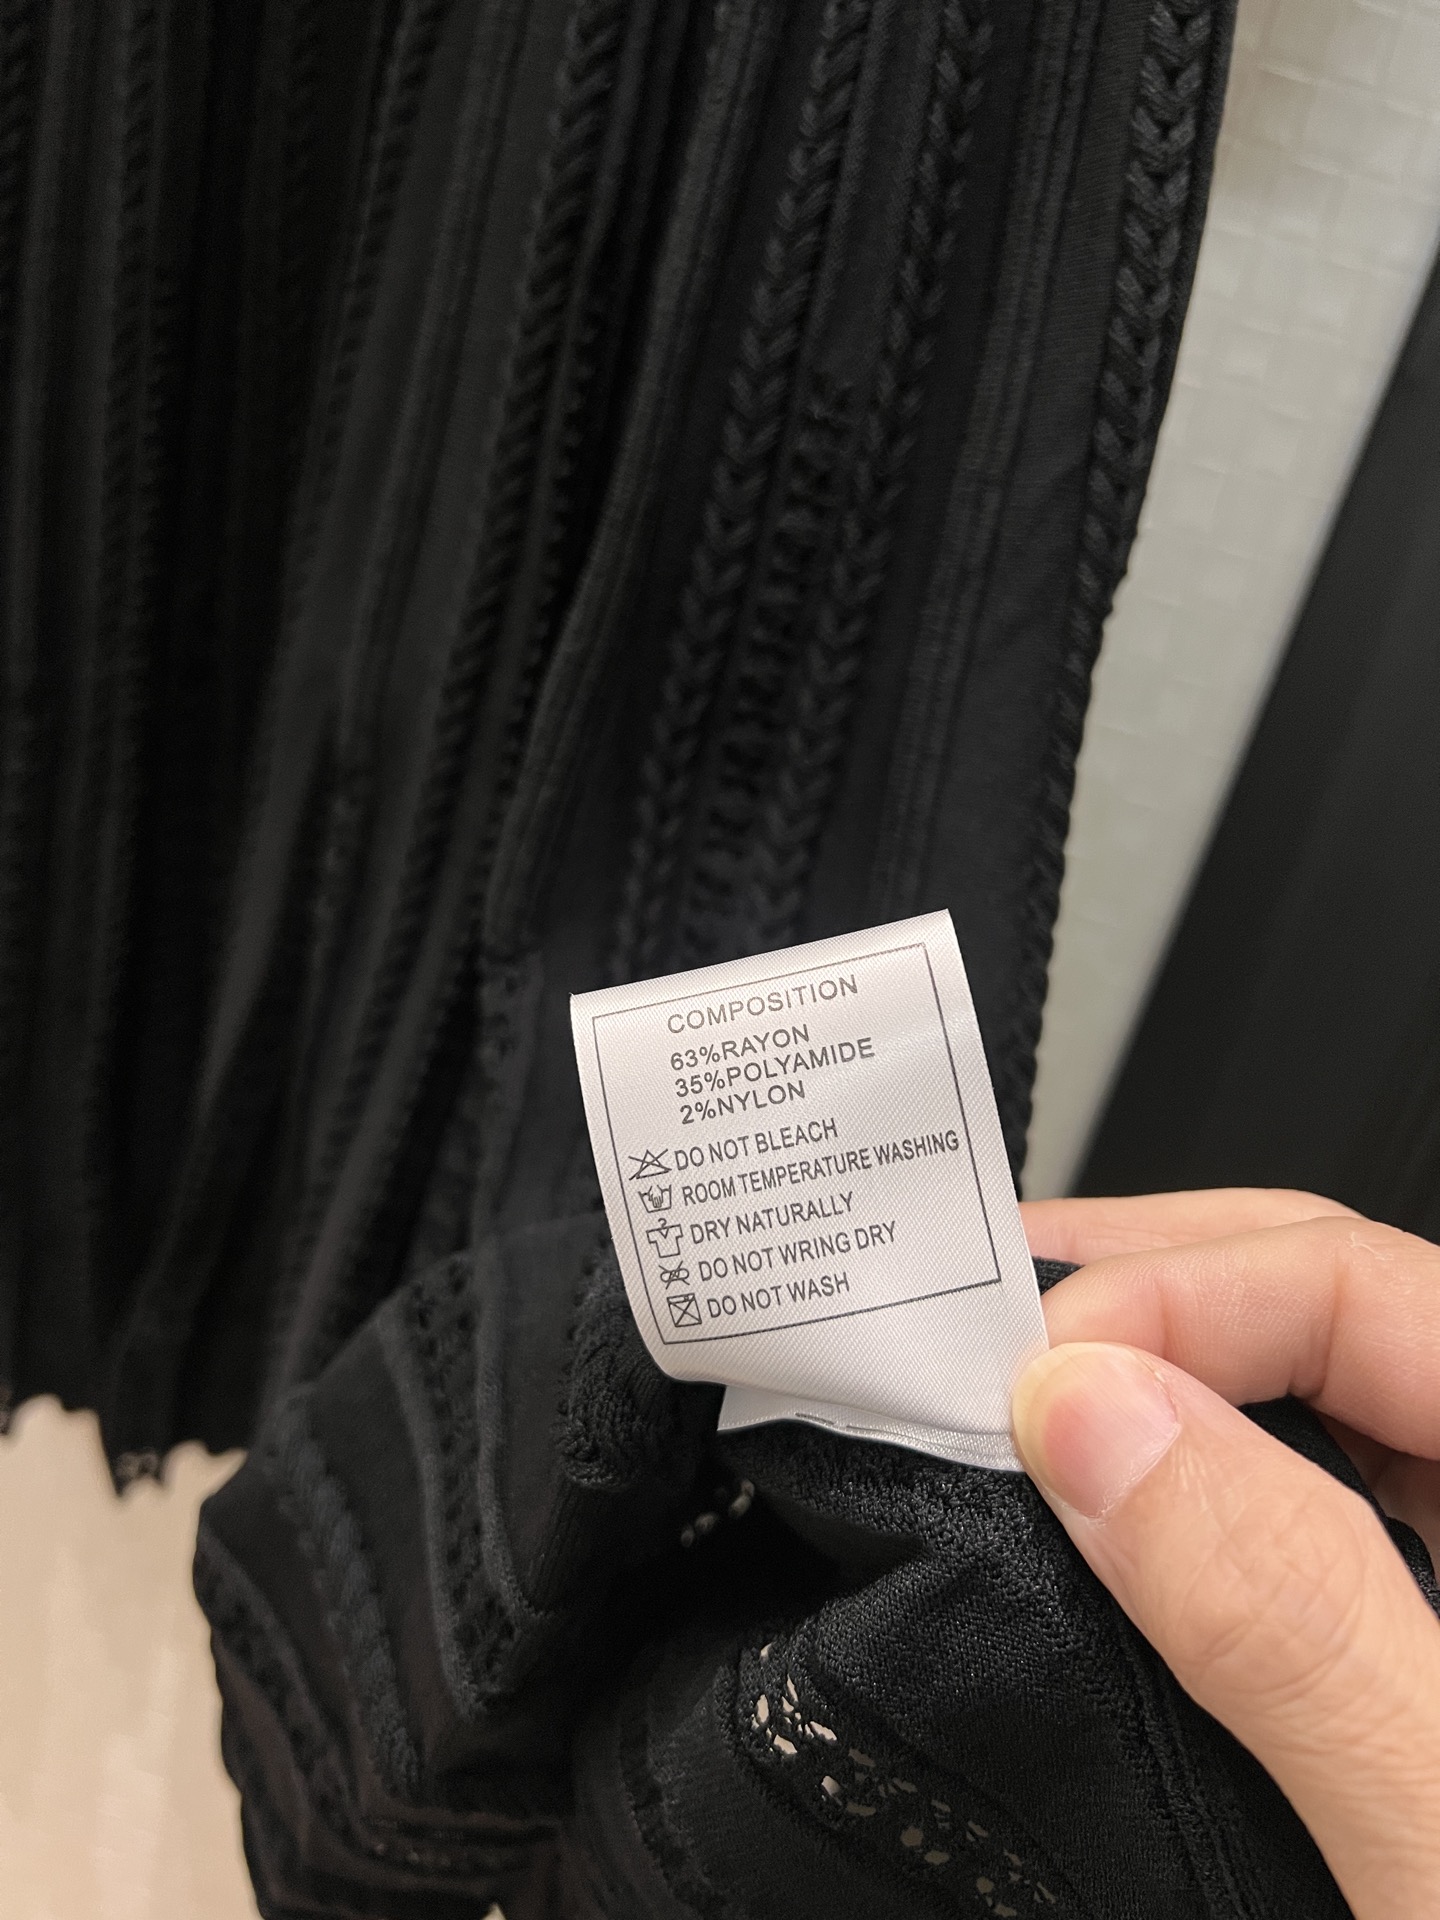 COMPOSITION
63%RAYON
35%POLYAMIDE
2%NYLON
DO NOT BLEACH
ROOM TEMPERATURE WASHING
DRY NATURALLY
DO NOT WRING DRY
DO NOT WASH